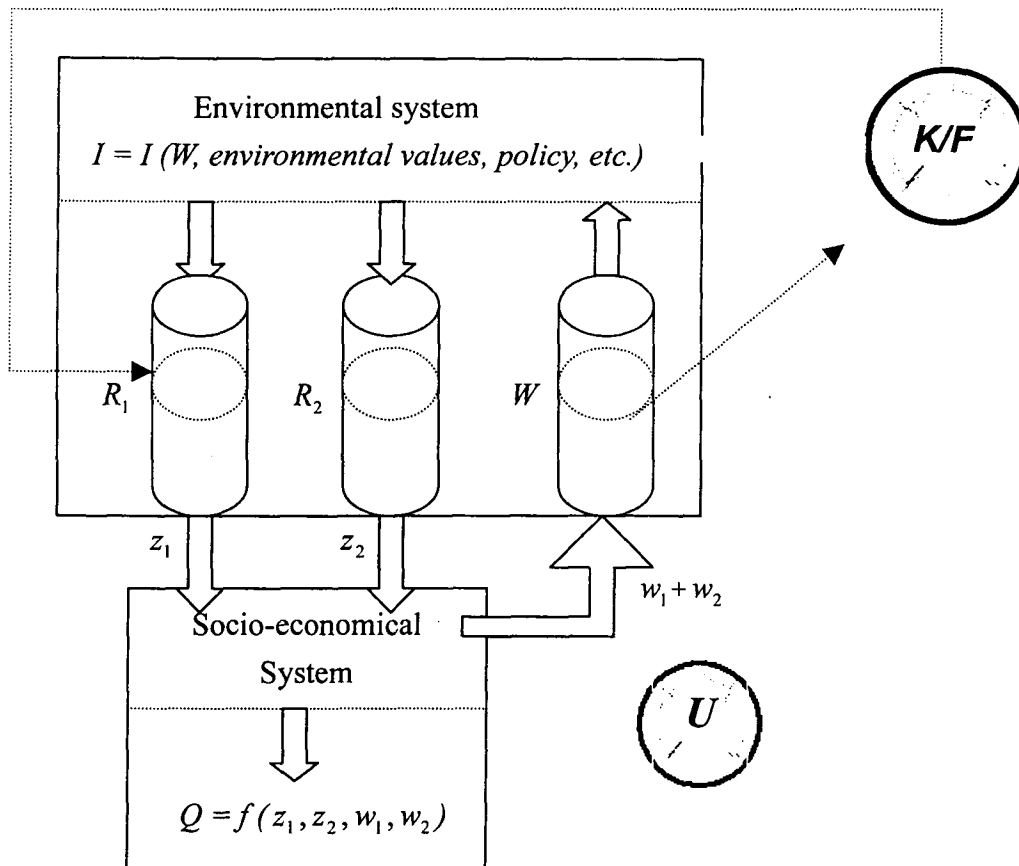 Environmental system
I = I (W, environmental values, policy, etc.)
K/F
R₁
R₂
W
z₁
z₂
w₁ + w₂
Socio-economical
System
U
Q = f( z₁ , z₂ , w₁ , w₂ )